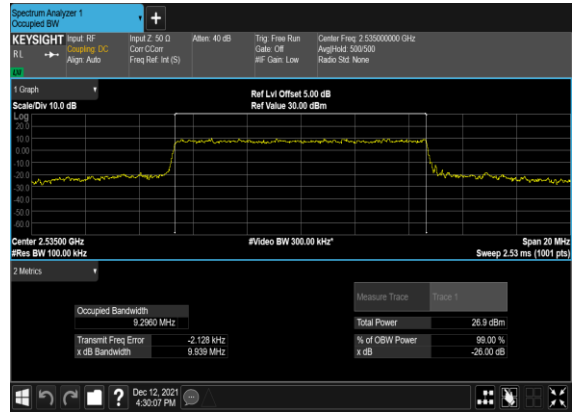 Spectrum Analyzer 1
Occupied BW
+
KEYSIGHT Input: RF Input Z: 50 Ω Atten: 40 dB Trig: Free Run Center Freq: 2.535000000 GHz
RL Coupling: DC Corr CCorr Gate: Off Avg|Hold: 500/500
Align: Auto Freq Ref: Int (S) #IF Gain: Low Radio Std: None
LW
1 Graph
Ref Lvl Offset 5.00 dB
Scale/Div 10.0 dB Ref Value 30.00 dBm
Log
20.0
10.0
0.00
-10.0
-20.0
-30.0
-40.0
-50.0
-60.0
Center 2.53500 GHz #Video BW 300.00 kHz* Span 20 MHz
#Res BW 100.00 kHz Sweep 2.53 ms (1001 pts)
2 Metrics
Measure Trace Trace 1
Occupied Bandwidth
9.2960 MHz Total Power 26.9 dBm
Transmit Freq Error -2.128 kHz % of OBW Power 99.00 %
x dB Bandwidth 9.939 MHz x dB -26.00 dB
? Dec 12, 2021
4:30:07 PM